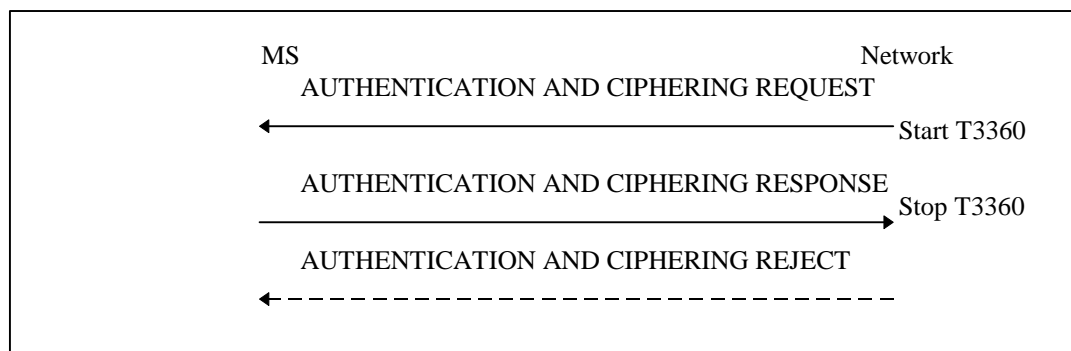 MS Network
AUTHENTICATION AND CIPHERING REQUEST
Start T3360
AUTHENTICATION AND CIPHERING RESPONSE
Stop T3360
AUTHENTICATION AND CIPHERING REJECT